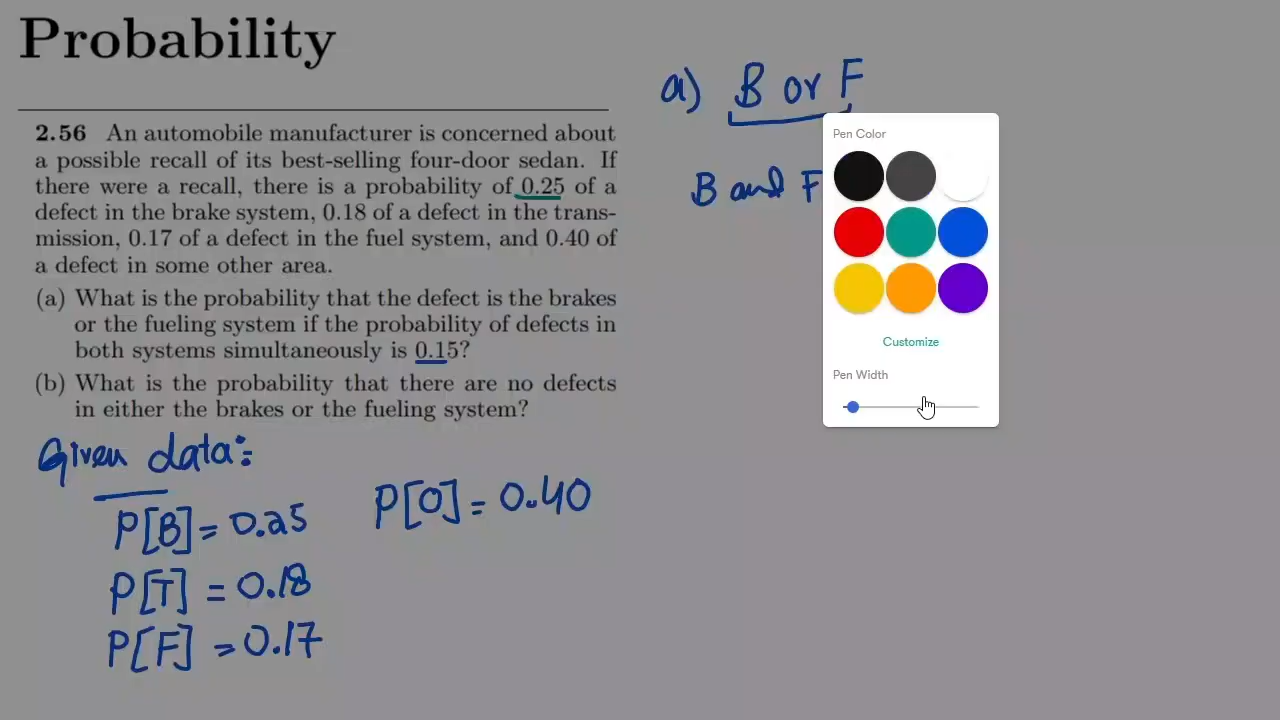 Probability
2.56 An automobile manufacturer is concerned about
a possible recall of its best-selling four-door sedan. If
there were a recall, there is a probability of 0.25 of a
defect in the brake system, 0.18 of a defect in the trans-
mission, 0.17 of a defect in the fuel system, and 0.40 of
a defect in some other area.
(a) What is the probability that the defect is the brakes
or the fueling system if the probability of defects in
both systems simultaneously is 0.15?
(b) What is the probability that there are no defects
in either the brakes or the fueling system?
Given data:
P[B] = 0.25
P[T] = 0.18
P[F] = 0.17
P[O] = 0.40
a) B or F
B and F
Pen Color
Customize
Pen Width